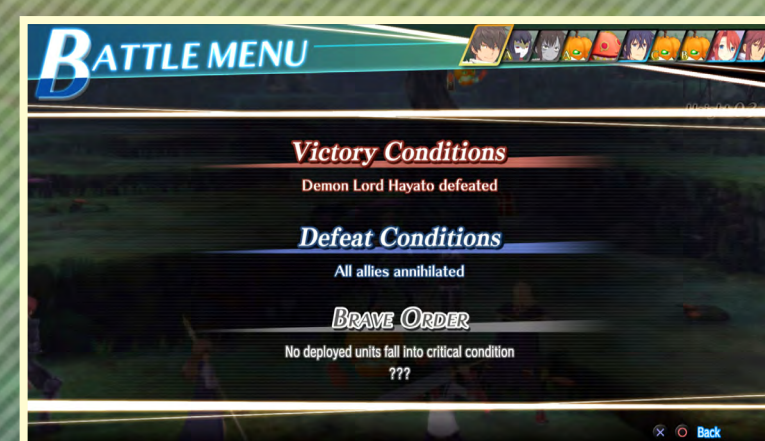 BATTLE MENU
Victory Conditions
Demon Lord Hayato defeated
Defeat Conditions
All allies annihilated
BRAVE ORDER
No deployed units fall into critical condition
???
Back